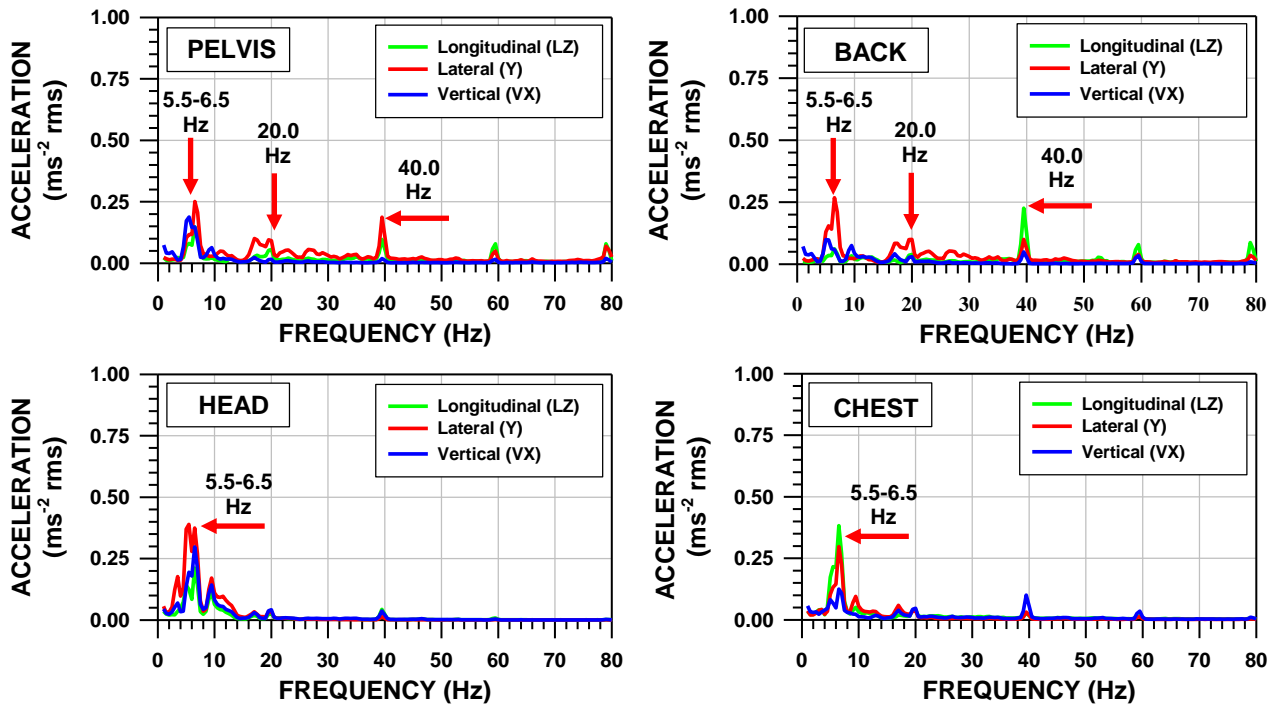 ACCELERATION
(ms⁻² rms)
1.00
0.75
0.50
0.25
0.00
PELVIS
Longitudinal (LZ)
Lateral (Y)
Vertical (VX)
5.5-6.5
Hz
20.0
Hz
40.0
Hz
0 10 20 30 40 50 60 70 80
FREQUENCY (Hz)
ACCELERATION
(ms⁻² rms)
1.00
0.75
0.50
0.25
0.00
BACK
Longitudinal (LZ)
Lateral (Y)
Vertical (VX)
5.5-6.5
Hz
20.0
Hz
40.0
Hz
0 10 20 30 40 50 60 70 80
FREQUENCY (Hz)
ACCELERATION
(ms⁻² rms)
1.00
0.75
0.50
0.25
0.00
HEAD
Longitudinal (LZ)
Lateral (Y)
Vertical (VX)
5.5-6.5
Hz
0 10 20 30 40 50 60 70 80
FREQUENCY (Hz)
ACCELERATION
(ms⁻² rms)
1.00
0.75
0.50
0.25
0.00
CHEST
Longitudinal (LZ)
Lateral (Y)
Vertical (VX)
5.5-6.5
Hz
0 10 20 30 40 50 60 70 80
FREQUENCY (Hz)